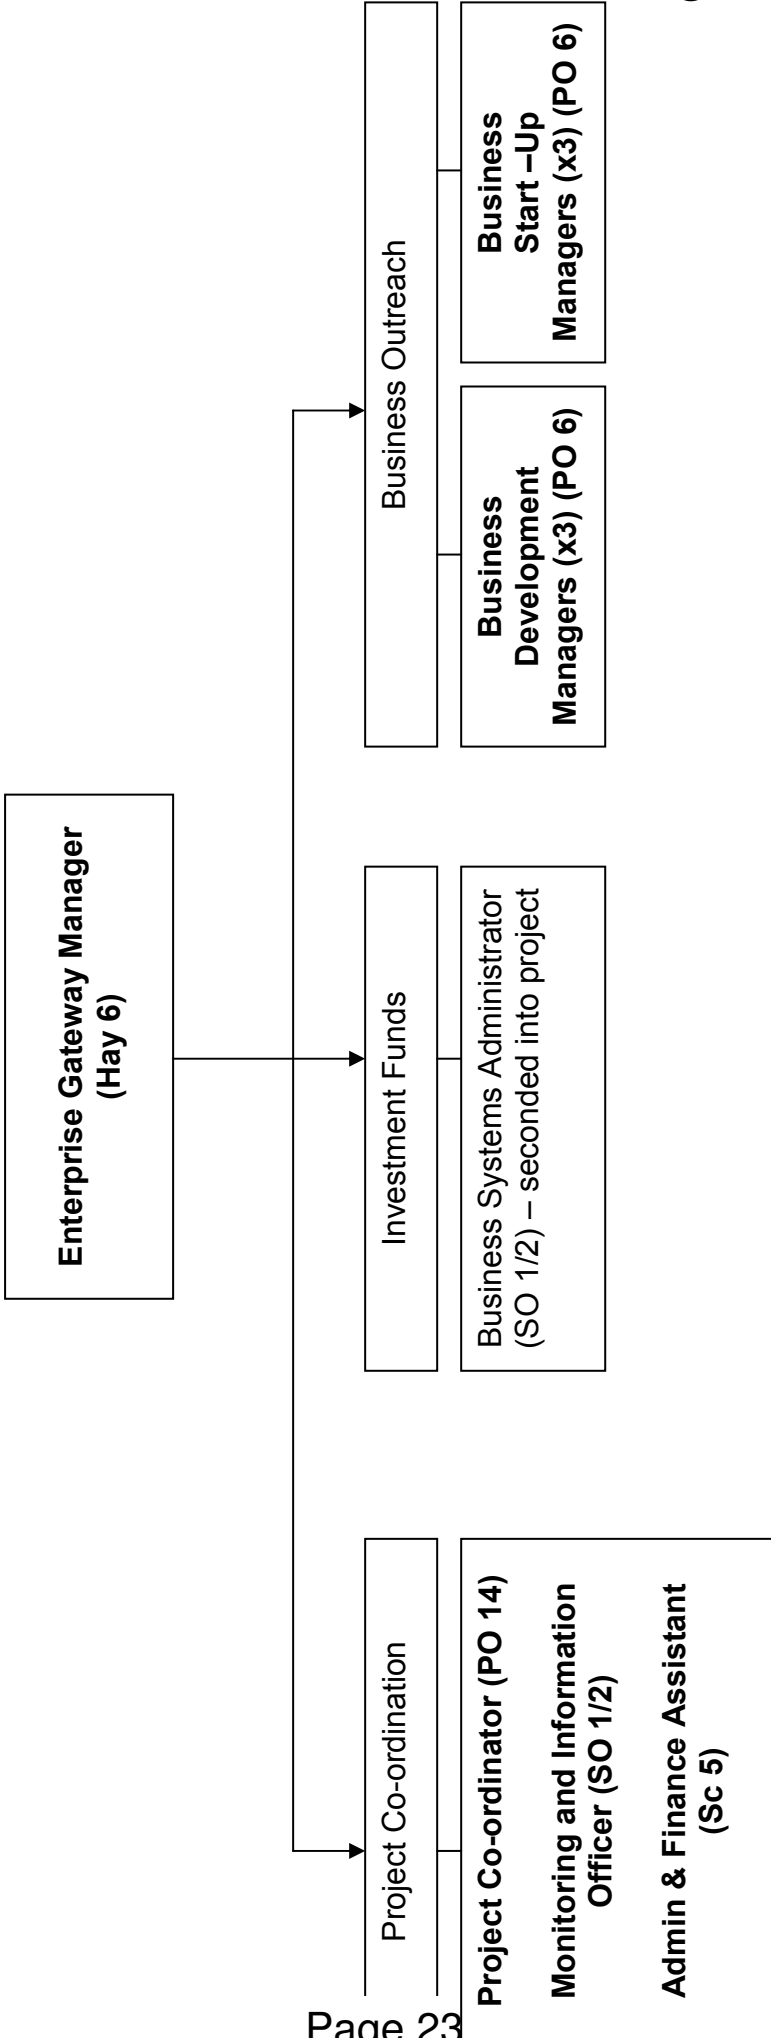 Enterprise Gateway Manager
(Hay 6)
Project Co-ordination
Project Co-ordinator (PO 14)
Monitoring and Information
Officer (SO 1/2)
Admin & Finance Assistant
(Sc 5)
Investment Funds
Business Systems Administrator
(SO 1/2) – seconded into project
Business Outreach
Business
Development
Managers (x3) (PO 6)
Business
Start –Up
Managers (x3) (PO 6)
Page 23